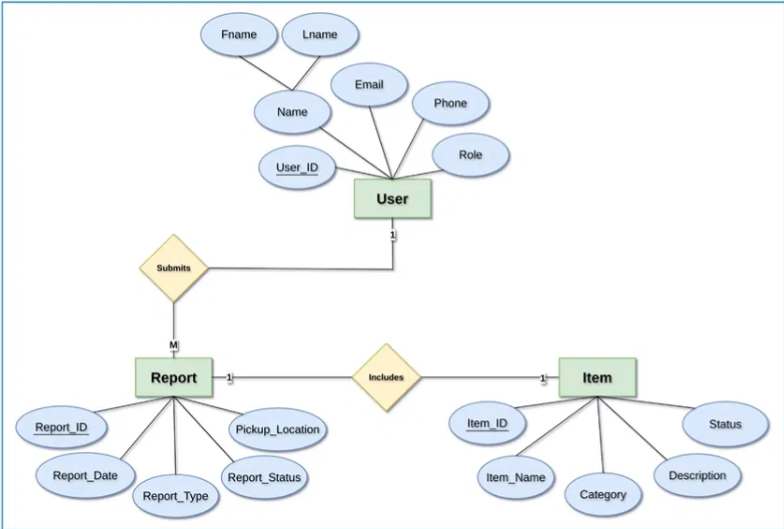 Fname
Lname
Name
Email
Phone
User_ID
Role
User
1
Submits
M
Report
1
Includes
1
Item
Report_ID
Pickup_Location
Report_Date
Report_Type
Report_Status
Item_ID
Status
Item_Name
Category
Description